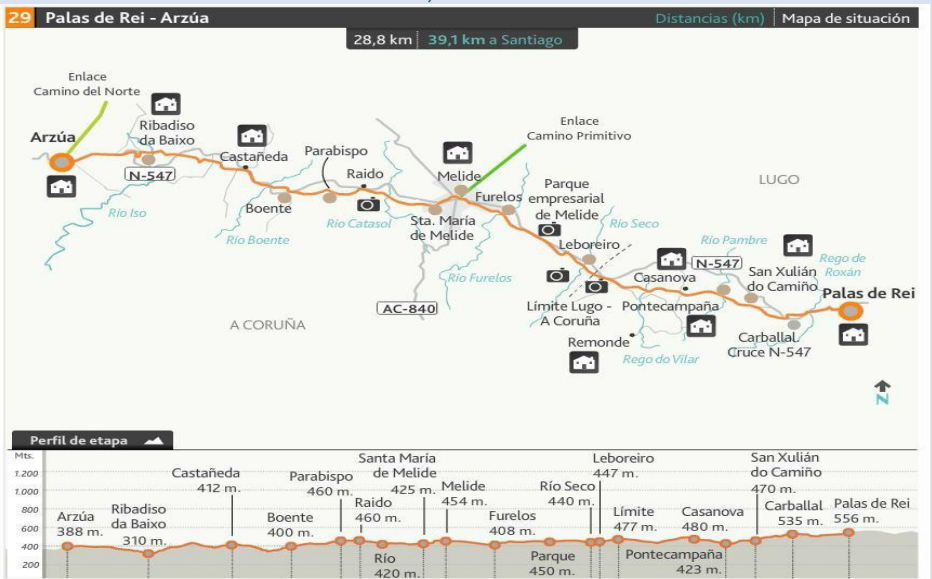 29 Palas de Rei - Arzúa
Distancias (km) Mapa de situación
28,8 km 39,1 km a Santiago
Enlace
Camino del Norte
Arzúa
Ribadiso
da Baixo
N-547
Castañeda
Río Iso
Boente
Río Boente
Parabispo
Raido
Río Catasol
Melide
Enlace
Camino Primitivo
Sta. María
de Melide
Furelos
Río Furelos
AC-840
Parque
empresarial
de Melide
Río Seco
Leboreiro
LUGO
A CORUÑA
Límite Lugo -
A Coruña
Remonde
Rego do Vilar
Casanova
Pontecampaña
N-547
Río Pambre
San Xulián
do Camiño
Rego de
Roxán
Palas de Rei
Carballal.
Cruce N-547
N
Perfil de etapa
Mts.
1.200
1.000
800
600
400
200
Arzúa
388 m.
Ribadiso
da Baixo
310 m.
Castañeda
412 m.
Boente
400 m.
Parabispo
460 m.
Raido
460 m.
Río
420 m.
Santa María
de Melide
425 m.
Melide
454 m.
Furelos
408 m.
Parque
450 m.
Río Seco
440 m.
Leboreiro
447 m.
Límite
477 m.
Casanova
480 m.
Pontecampaña
423 m.
San Xulián
do Camiño
470 m.
Carballal
535 m.
Palas de Rei
556 m.